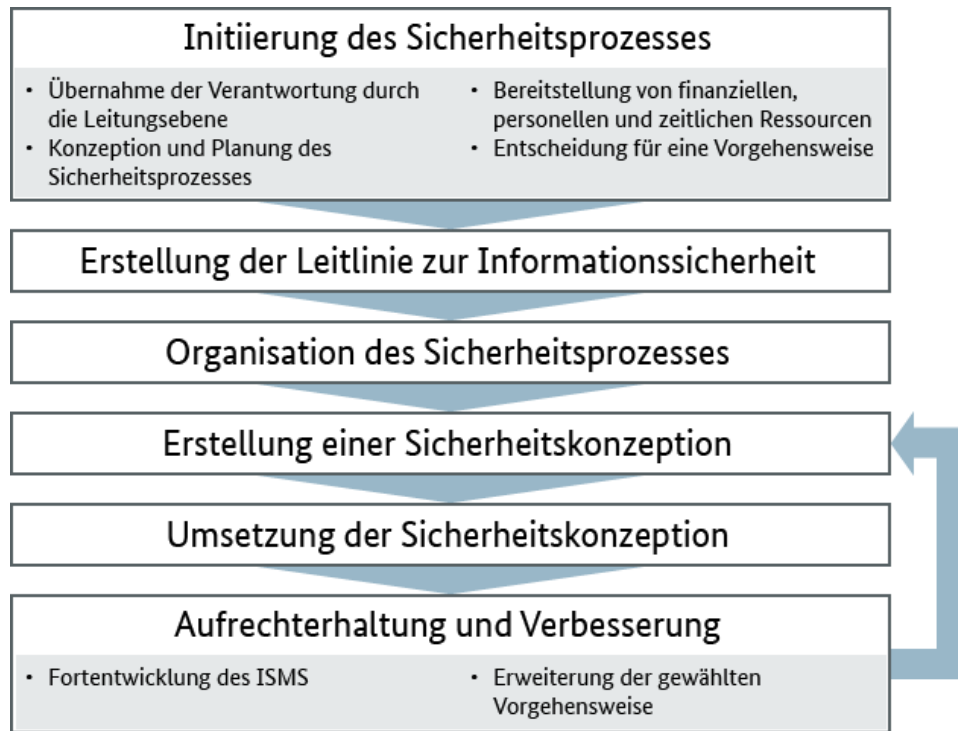 Initiierung des Sicherheitsprozesses
• Übernahme der Verantwortung durch
die Leitungsebene
• Konzeption und Planung des
Sicherheitsprozesses
• Bereitstellung von finanziellen,
personellen und zeitlichen Ressourcen
• Entscheidung für eine Vorgehensweise
Erstellung der Leitlinie zur Informationssicherheit
Organisation des Sicherheitsprozesses
Erstellung einer Sicherheitskonzeption
Umsetzung der Sicherheitskonzeption
Aufrechterhaltung und Verbesserung
• Fortentwicklung des ISMS
• Erweiterung der gewählten
Vorgehensweise